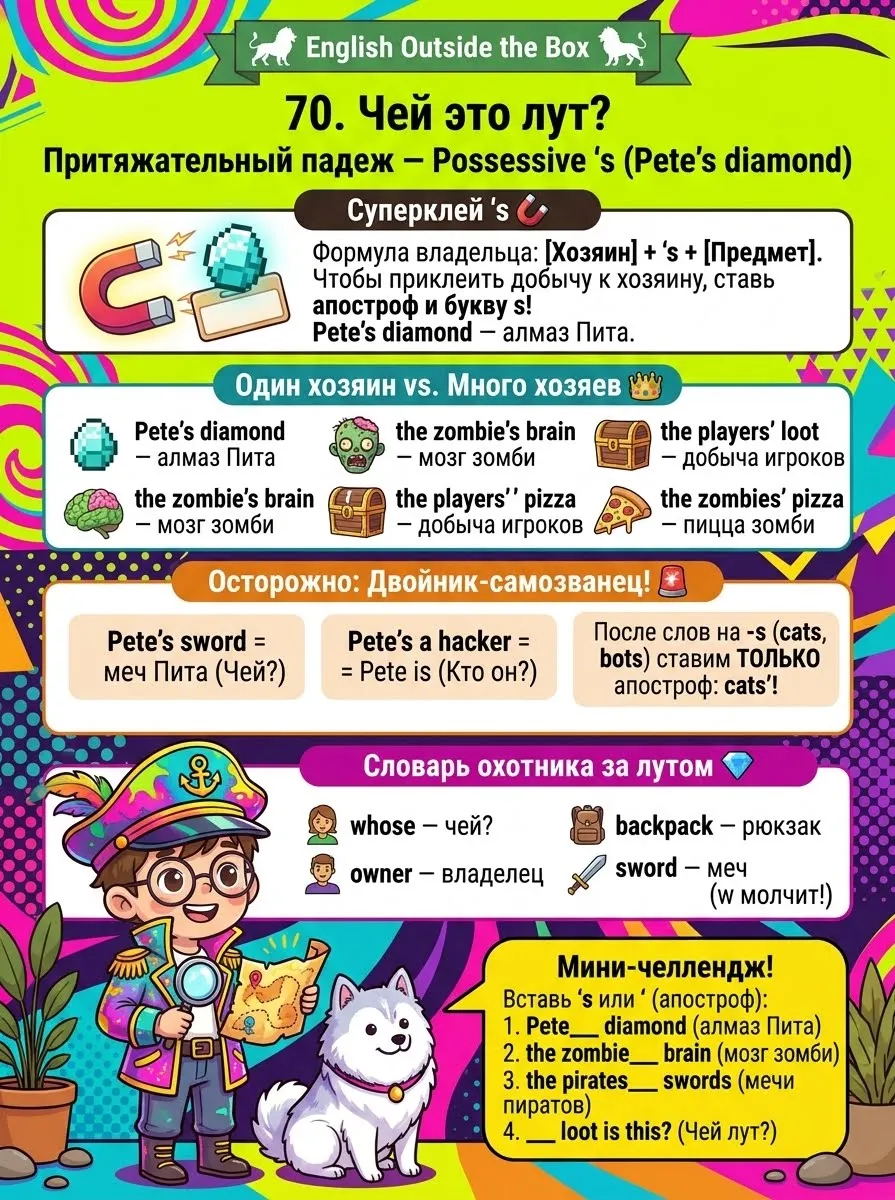 English Outside the Box
70. Чей это лут?
Притяжательный падеж — Possessive ‘s (Pete’s diamond)
Суперклей ‘s
Формула владельца: [Хозяин] + ‘s + [Предмет].
Чтобы приклеить добычу к хозяину, ставь
апостроф и букву s!
Pete’s diamond — алмаз Пита.
Один хозяин vs. Много хозяев
Pete’s diamond
— алмаз Пита
the zombie’s brain
— мозг зомби
the players’ loot
— добыча игроков
the zombie’s brain
— мозг зомби
the players’’ pizza
— добыча игроков
the zombies’ pizza
— пицца зомби
Осторожно: Двойник-самозванец!
Pete’s sword =
меч Пита (Чей?)
Pete’s a hacker =
= Pete is (Кто он?)
После слов на -s (cats,
bots) ставим ТОЛЬКО
апостроф: cats’!
Словарь охотника за лутом
whose — чей?
backpack — рюкзак
owner — владелец
sword — меч
(w молчит!)
Мини-челлендж!
Вставь ‘s или ‘ (апостроф):
1. Pete___ diamond (алмаз Пита)
2. the zombie___ brain (мозг зомби)
3. the pirates___ swords (мечи
пиратов)
4. ___ loot is this? (Чей лут?)